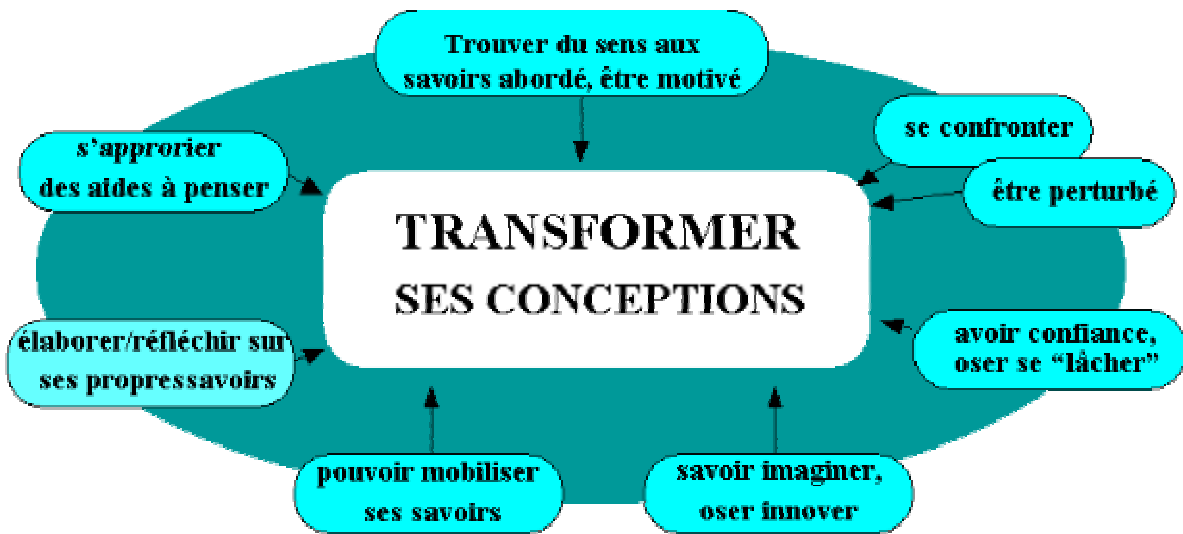 Trouver du sens aux
savoirs abordé, être motivé
se confronter
être perturbé
s'approrier
des aides à penser
TRANSFORMER
SES CONCEPTIONS
élaborer/réfléchir sur
ses propressavoirs
avoir confiance,
oser se “lâcher”
pouvoir mobiliser
ses savoirs
savoir imaginer,
oser innover